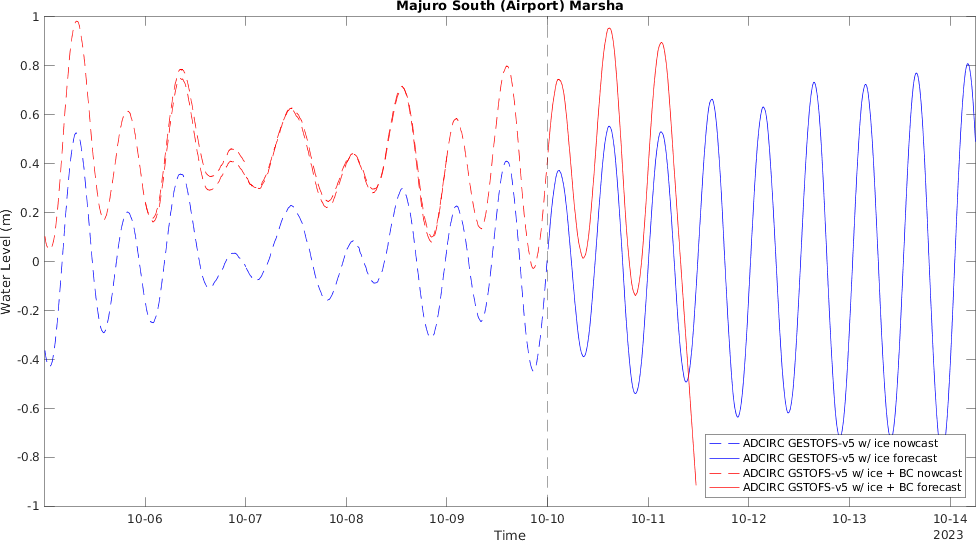 Majuro South (Airport) Marsha
Water Level (m)
1
0.8
0.6
0.4
0.2
0
-0.2
-0.4
-0.6
-0.8
-1
10-06 10-07 10-08 10-09 10-10 10-11 10-12 10-13 10-14
2023
Time
ADCIRC GESTOFS-v5 w/ ice nowcast
ADCIRC GESTOFS-v5 w/ ice forecast
ADCIRC GSTOFS-v5 w/ ice + BC nowcast
ADCIRC GSTOFS-v5 w/ ice + BC forecast